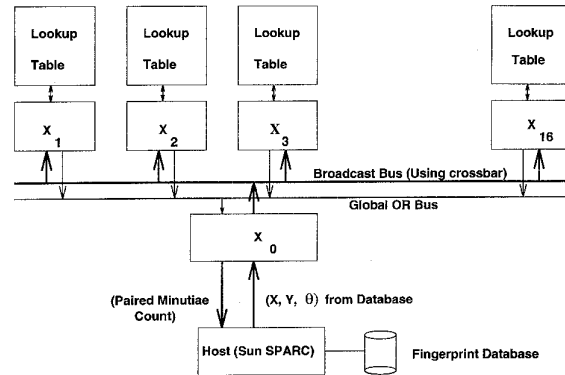 Lookup Lookup Lookup Lookup
Table Table Table Table
X 1 X 2 X 3 X 16
Broadcast Bus (Using crossbar)
Global OR Bus
X 0
(Paired Minutiae
Count)
(X, Y, θ) from Database
Host (Sun SPARC)
Fingerprint Database